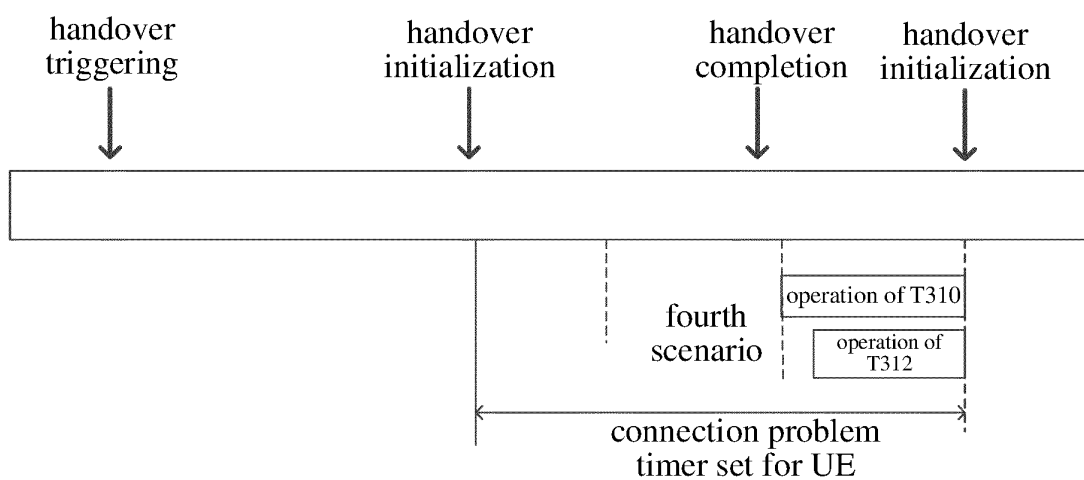 handover
triggering
handover
initialization
handover
completion
handover
initialization
operation of T310
fourth
scenario
operation of
T312
connection problem
timer set for UE